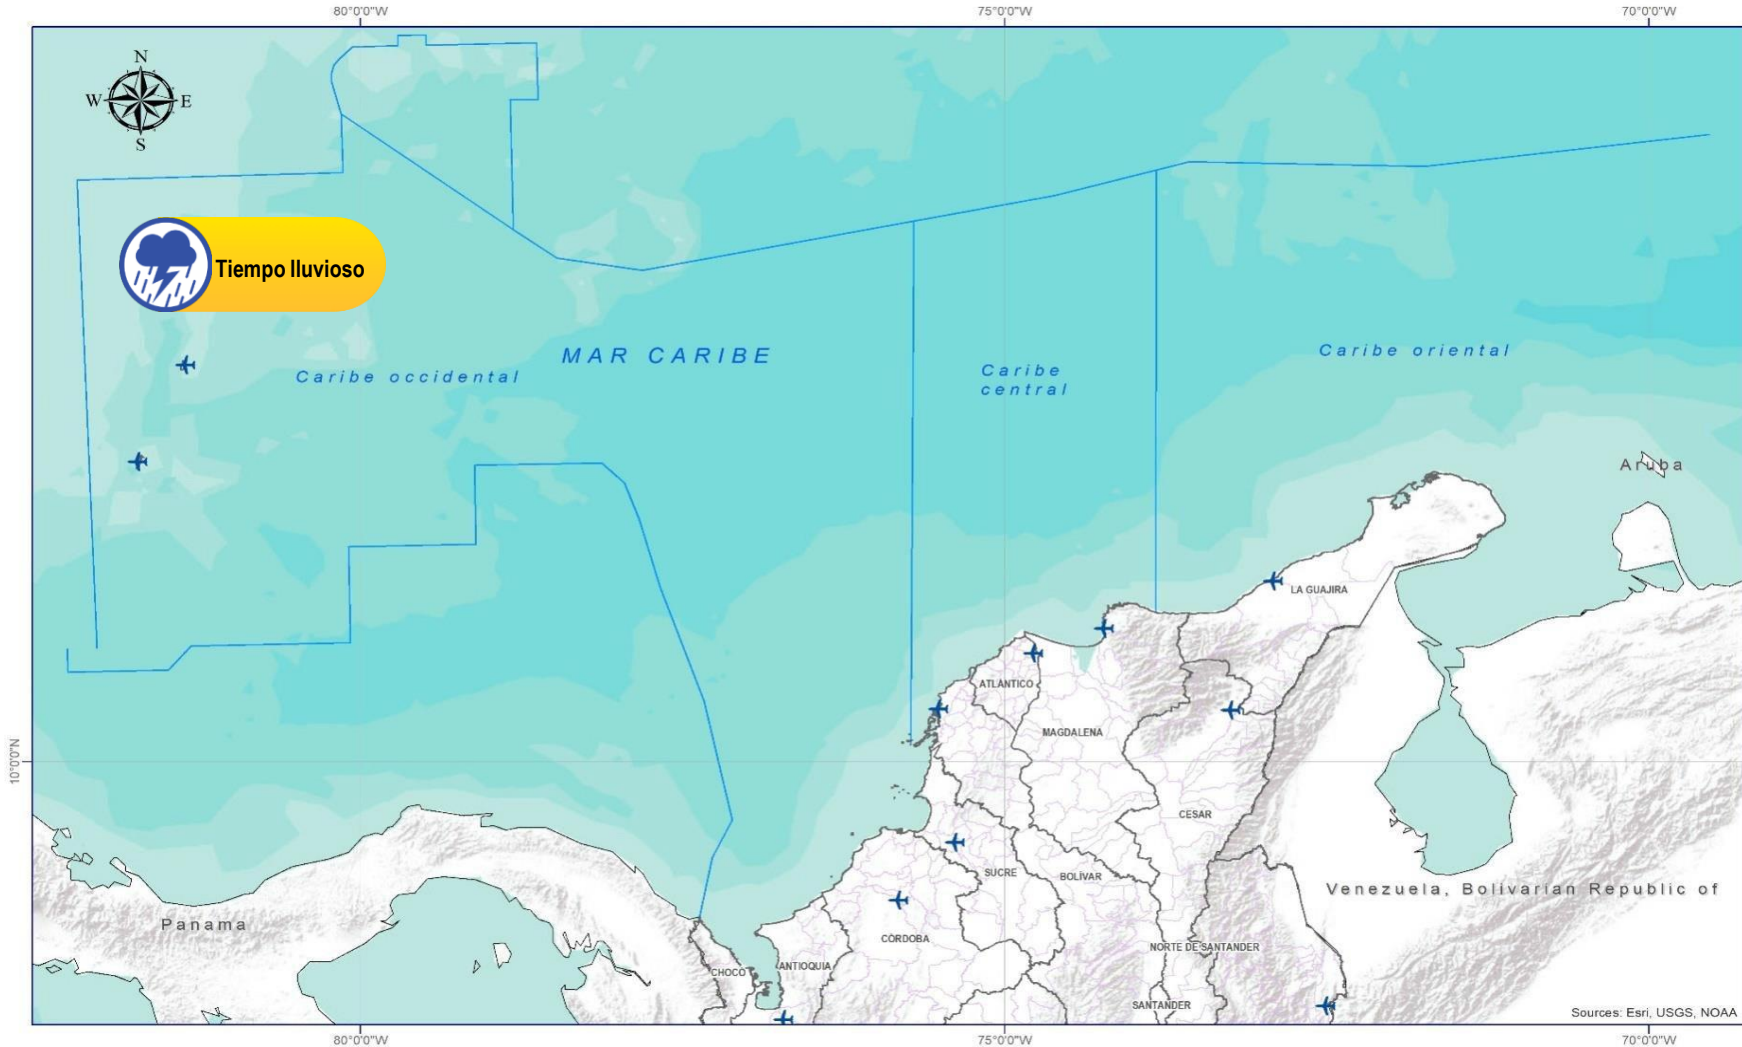 80°0'0"W
75°0'0"W
70°0'0"W
N
W
E
S
Tiempo lluvioso
MAR CARIBE
Caribe occidental
Caribe
central
Caribe oriental
Aruba
LA GUAJIRA
ATLÁNTICO
MAGDALENA
10°0'0"N
CESAR
SUCRE
BOLÍVAR
Venezuela, Bolivarian Republic of
Panama
CÓRDOBA
NORTE DE SANTANDER
CHOCÓ
ANTIOQUIA
SANTANDER
Sources: Esri, USGS, NOAA
80°0'0"W
75°0'0"W
70°0'0"W